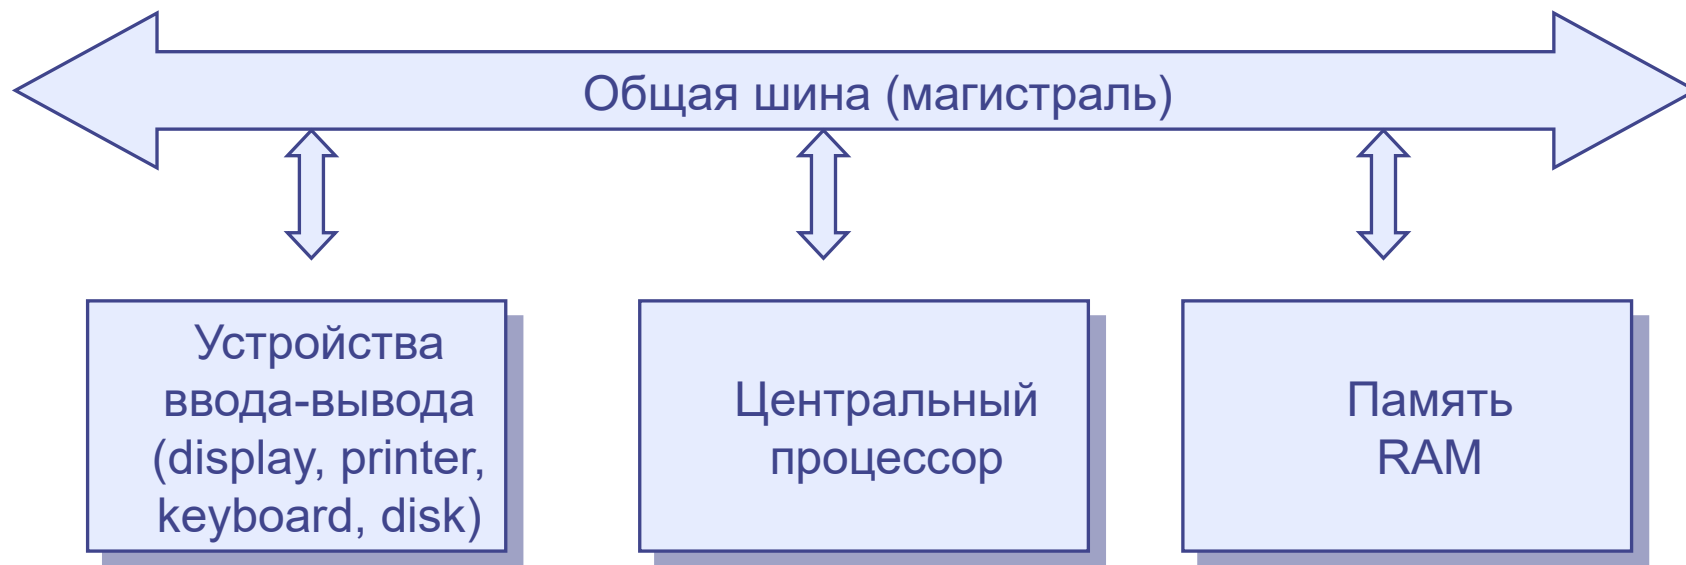 Общая шина (магистраль)
Устройства
ввода-вывода
(display, printer,
keyboard, disk)
Центральный
процессор
Память
RAM